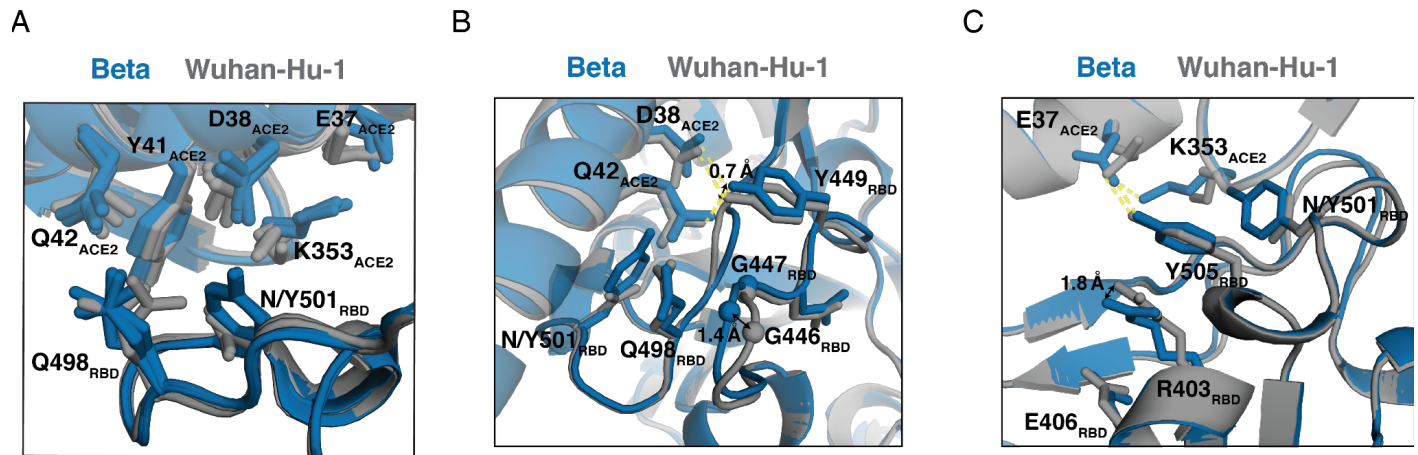 A
Beta Wuhan-Hu-1
D38ACE2 E37ACE2
Y41ACE2
Q42ACE2
K353ACE2
N/Y501RBD
Q498RBD
B
Beta Wuhan-Hu-1
D38ACE2
0.7 Å
Q42ACE2
Y449RBD
G447RBD
N/Y501RBD
Q498RBD
1.4 Å
G446RBD
C
Beta Wuhan-Hu-1
E37ACE2
K353ACE2
N/Y501RBD
Y505RBD
1.8 Å
R403RBD
E406RBD